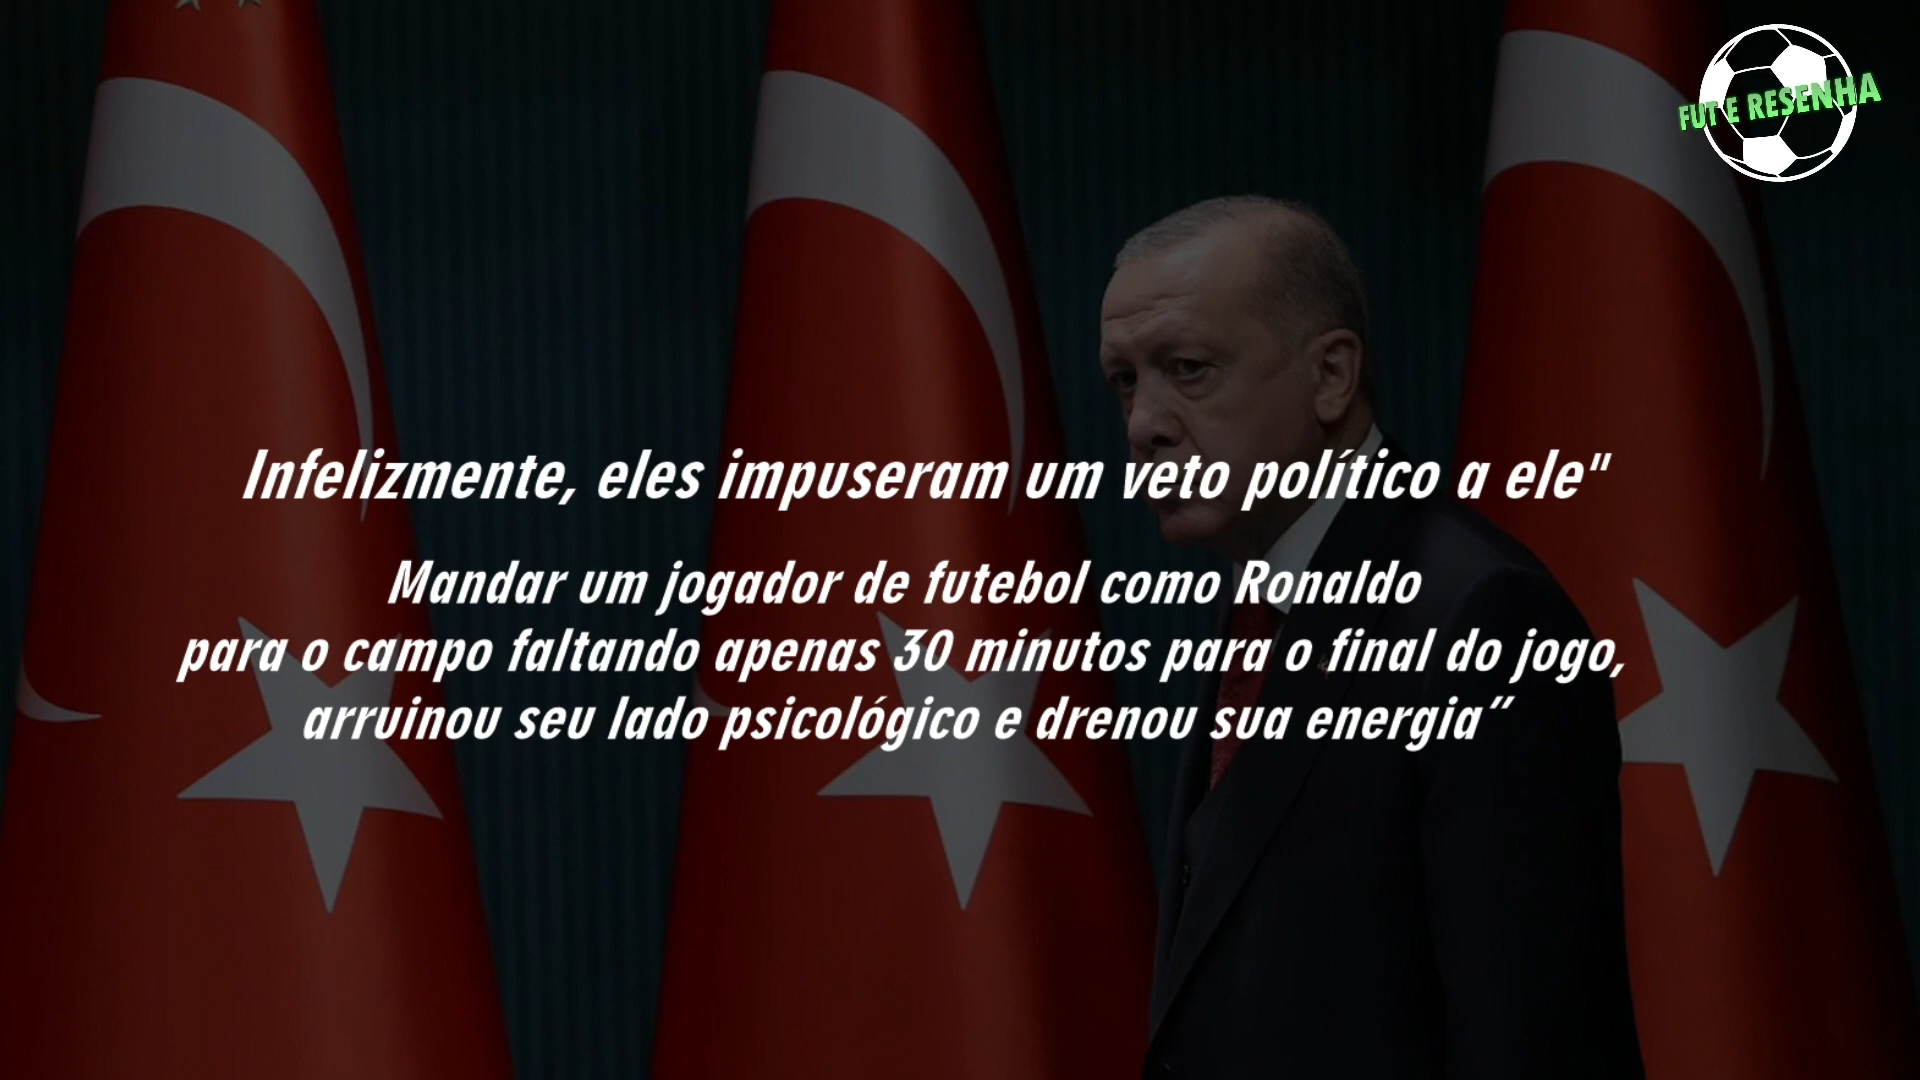 FUT E RESENHA
Infelizmente, eles impuseram um veto político a ele"
Mandar um jogador de futebol como Ronaldo
para o campo faltando apenas 30 minutos para o final do jogo,
arruinou seu lado psicológico e drenou sua energia”